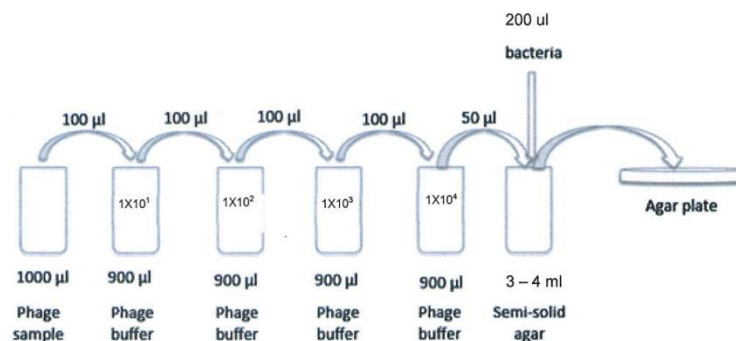 200 ul
bacteria
100 µl 100 µl 100 µl 100 µl 50 µl
1X10¹ 1X10² 1X10³ 1X10⁴
Agar plate
1000 µl 900 µl 900 µl 900 µl 900 µl 3 – 4 ml
Phage Phage Phage Phage Phage Semi-solid
sample buffer buffer buffer buffer agar